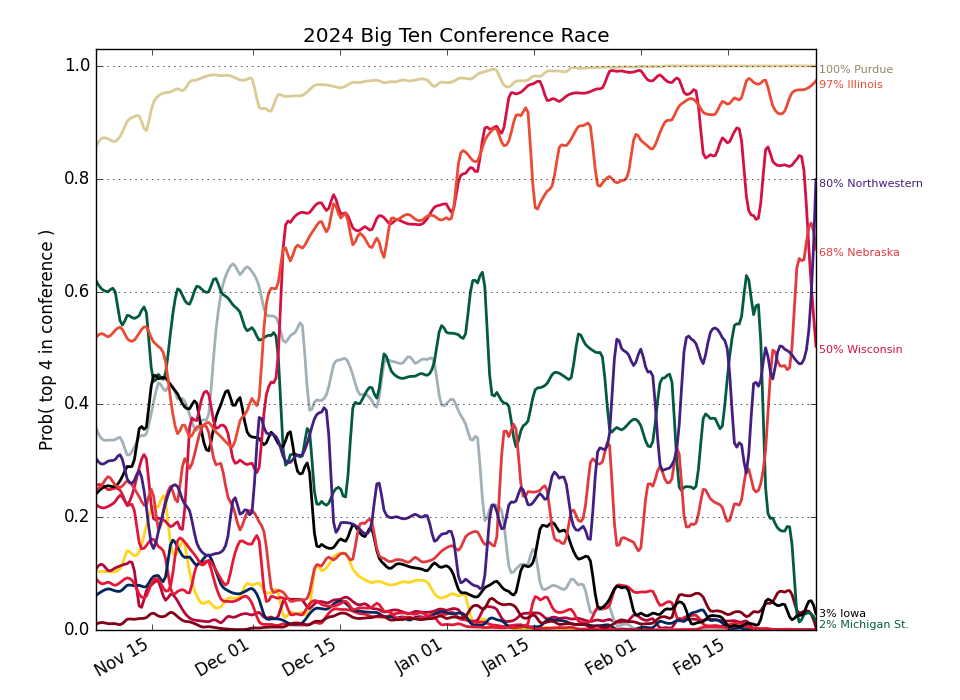 2024 Big Ten Conference Race
Prob( top 4 in conference )
1.0
0.8
0.6
0.4
0.2
0.0
100% Purdue
97% Illinois
80% Northwestern
68% Nebraska
50% Wisconsin
3% Iowa
2% Michigan St.
Nov 15
Dec 01
Dec 15
Jan 01
Jan 15
Feb 01
Feb 15